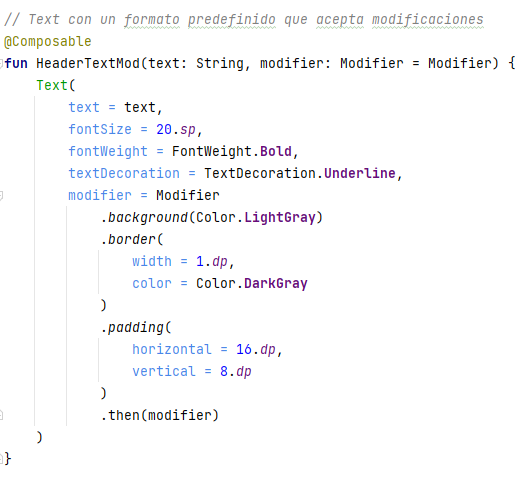 // Text con un formato predefinido que acepta modificaciones
@Composable
fun HeaderTextMod(text: String, modifier: Modifier = Modifier) {
    Text(
        text = text,
        fontSize = 20.sp,
        fontWeight = FontWeight.Bold,
        textDecoration = TextDecoration.Underline,
        modifier = Modifier
            .background(Color.LightGray)
            .border(
                width = 1.dp,
                color = Color.DarkGray
            )
            .padding(
                horizontal = 16.dp,
                vertical = 8.dp
            )
            .then(modifier)
    )
}